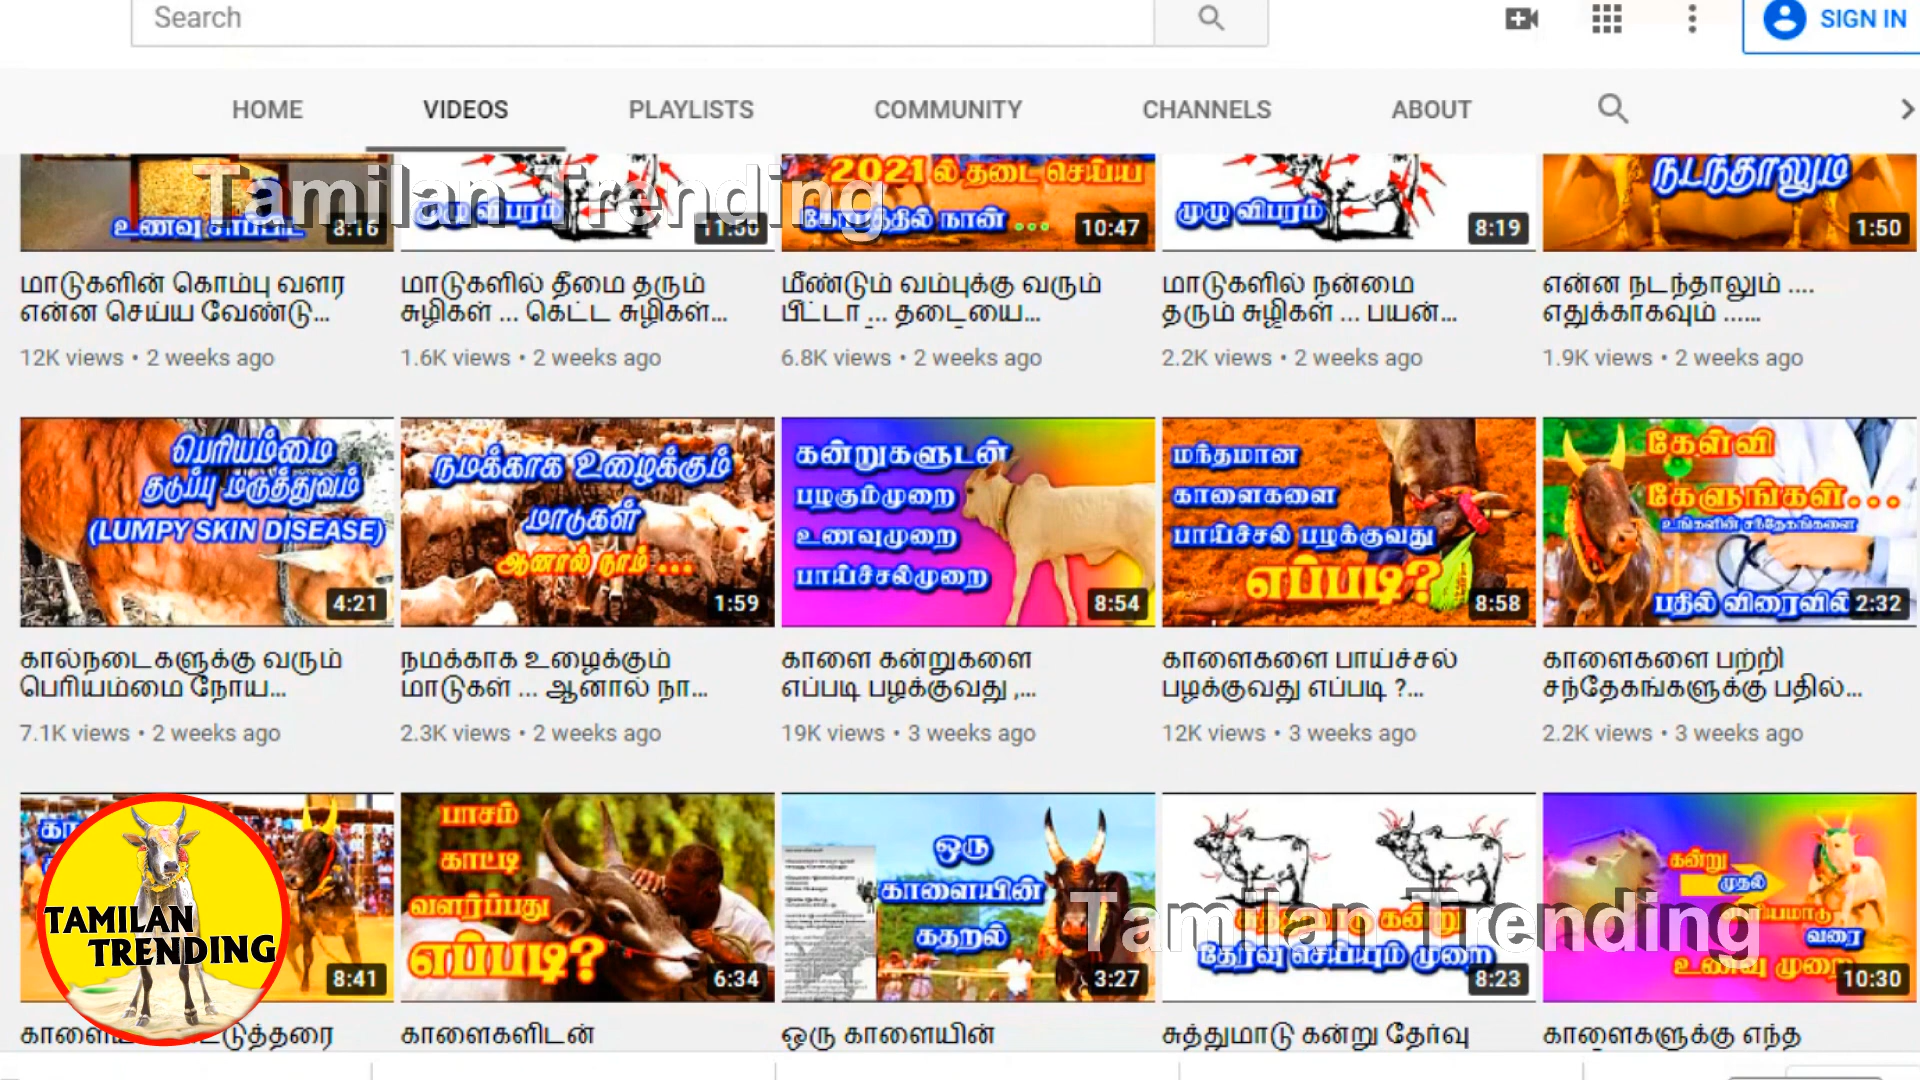 Search
SIGN IN
HOME VIDEOS PLAYLISTS COMMUNITY CHANNELS ABOUT
Tamilan Trending
உணவு சாப்பிட
8:16
முழு விபரம்
11:00
2021 ல் தடை செய்ய
நான் ...
10:47
முழு விபரம்
8:19
நடந்தாலும்
1:50
மாடுகளின் கொம்பு வளர
என்ன செய்ய வேண்டு...
12K views • 2 weeks ago
மாடுகளில் தீமை தரும்
சுழிகள் ... கெட்ட சுழிகள்...
1.6K views • 2 weeks ago
மீண்டும் வம்புக்கு வரும்
பீட்டா ... தடையை...
6.8K views • 2 weeks ago
மாடுகளில் நன்மை
தரும் சுழிகள் ... பயன்...
2.2K views • 2 weeks ago
என்ன நடந்தாலும் ....
எதுக்காகவும் ......
1.9K views • 2 weeks ago
பெரியம்மை
தடுப்பு மருத்துவம்
(LUMPY SKIN DISEASE)
4:21
நமக்காக உழைக்கும்
மாடுகள்
ஆனால் நாம் ...
1:59
கன்றுகளுடன்
பழகும்முறை
உணவுமுறை
பாய்ச்சல்முறை
8:54
மந்தமான
காளைகளை
பாய்ச்சல் பழக்குவது
எப்படி?
8:58
கேள்வி
கேளுங்கள்...
உங்களின் சந்தேகங்களை
பதில் விரைவில்
2:32
கால்நடைகளுக்கு வரும்
பெரியம்மை நோய...
7.1K views • 2 weeks ago
நமக்காக உழைக்கும்
மாடுகள் ... ஆனால் நா...
2.3K views • 2 weeks ago
காளை கன்றுகளை
எப்படி பழக்குவது ,...
19K views • 3 weeks ago
காளைகளை பாய்ச்சல்
பழக்குவது எப்படி ?...
12K views • 3 weeks ago
காளைகளை பற்றி
சந்தேகங்களுக்கு பதில்...
2.2K views • 3 weeks ago
TAMILAN
TRENDING
8:41
பாசம்
காட்டி
வளர்ப்பது
எப்படி?
6:34
ஒரு
காளையின்
கதறல்
3:27
கன்று
தேர்வு செய்யும் முறை
8:23
கன்று
முதல்
வரை
உணவு முறை
10:30
Tamilan Trending
காளைகளிடன்
ஒரு காளையின்
சுத்துமாடு கன்று தேர்வு
காளைகளுக்கு எந்த